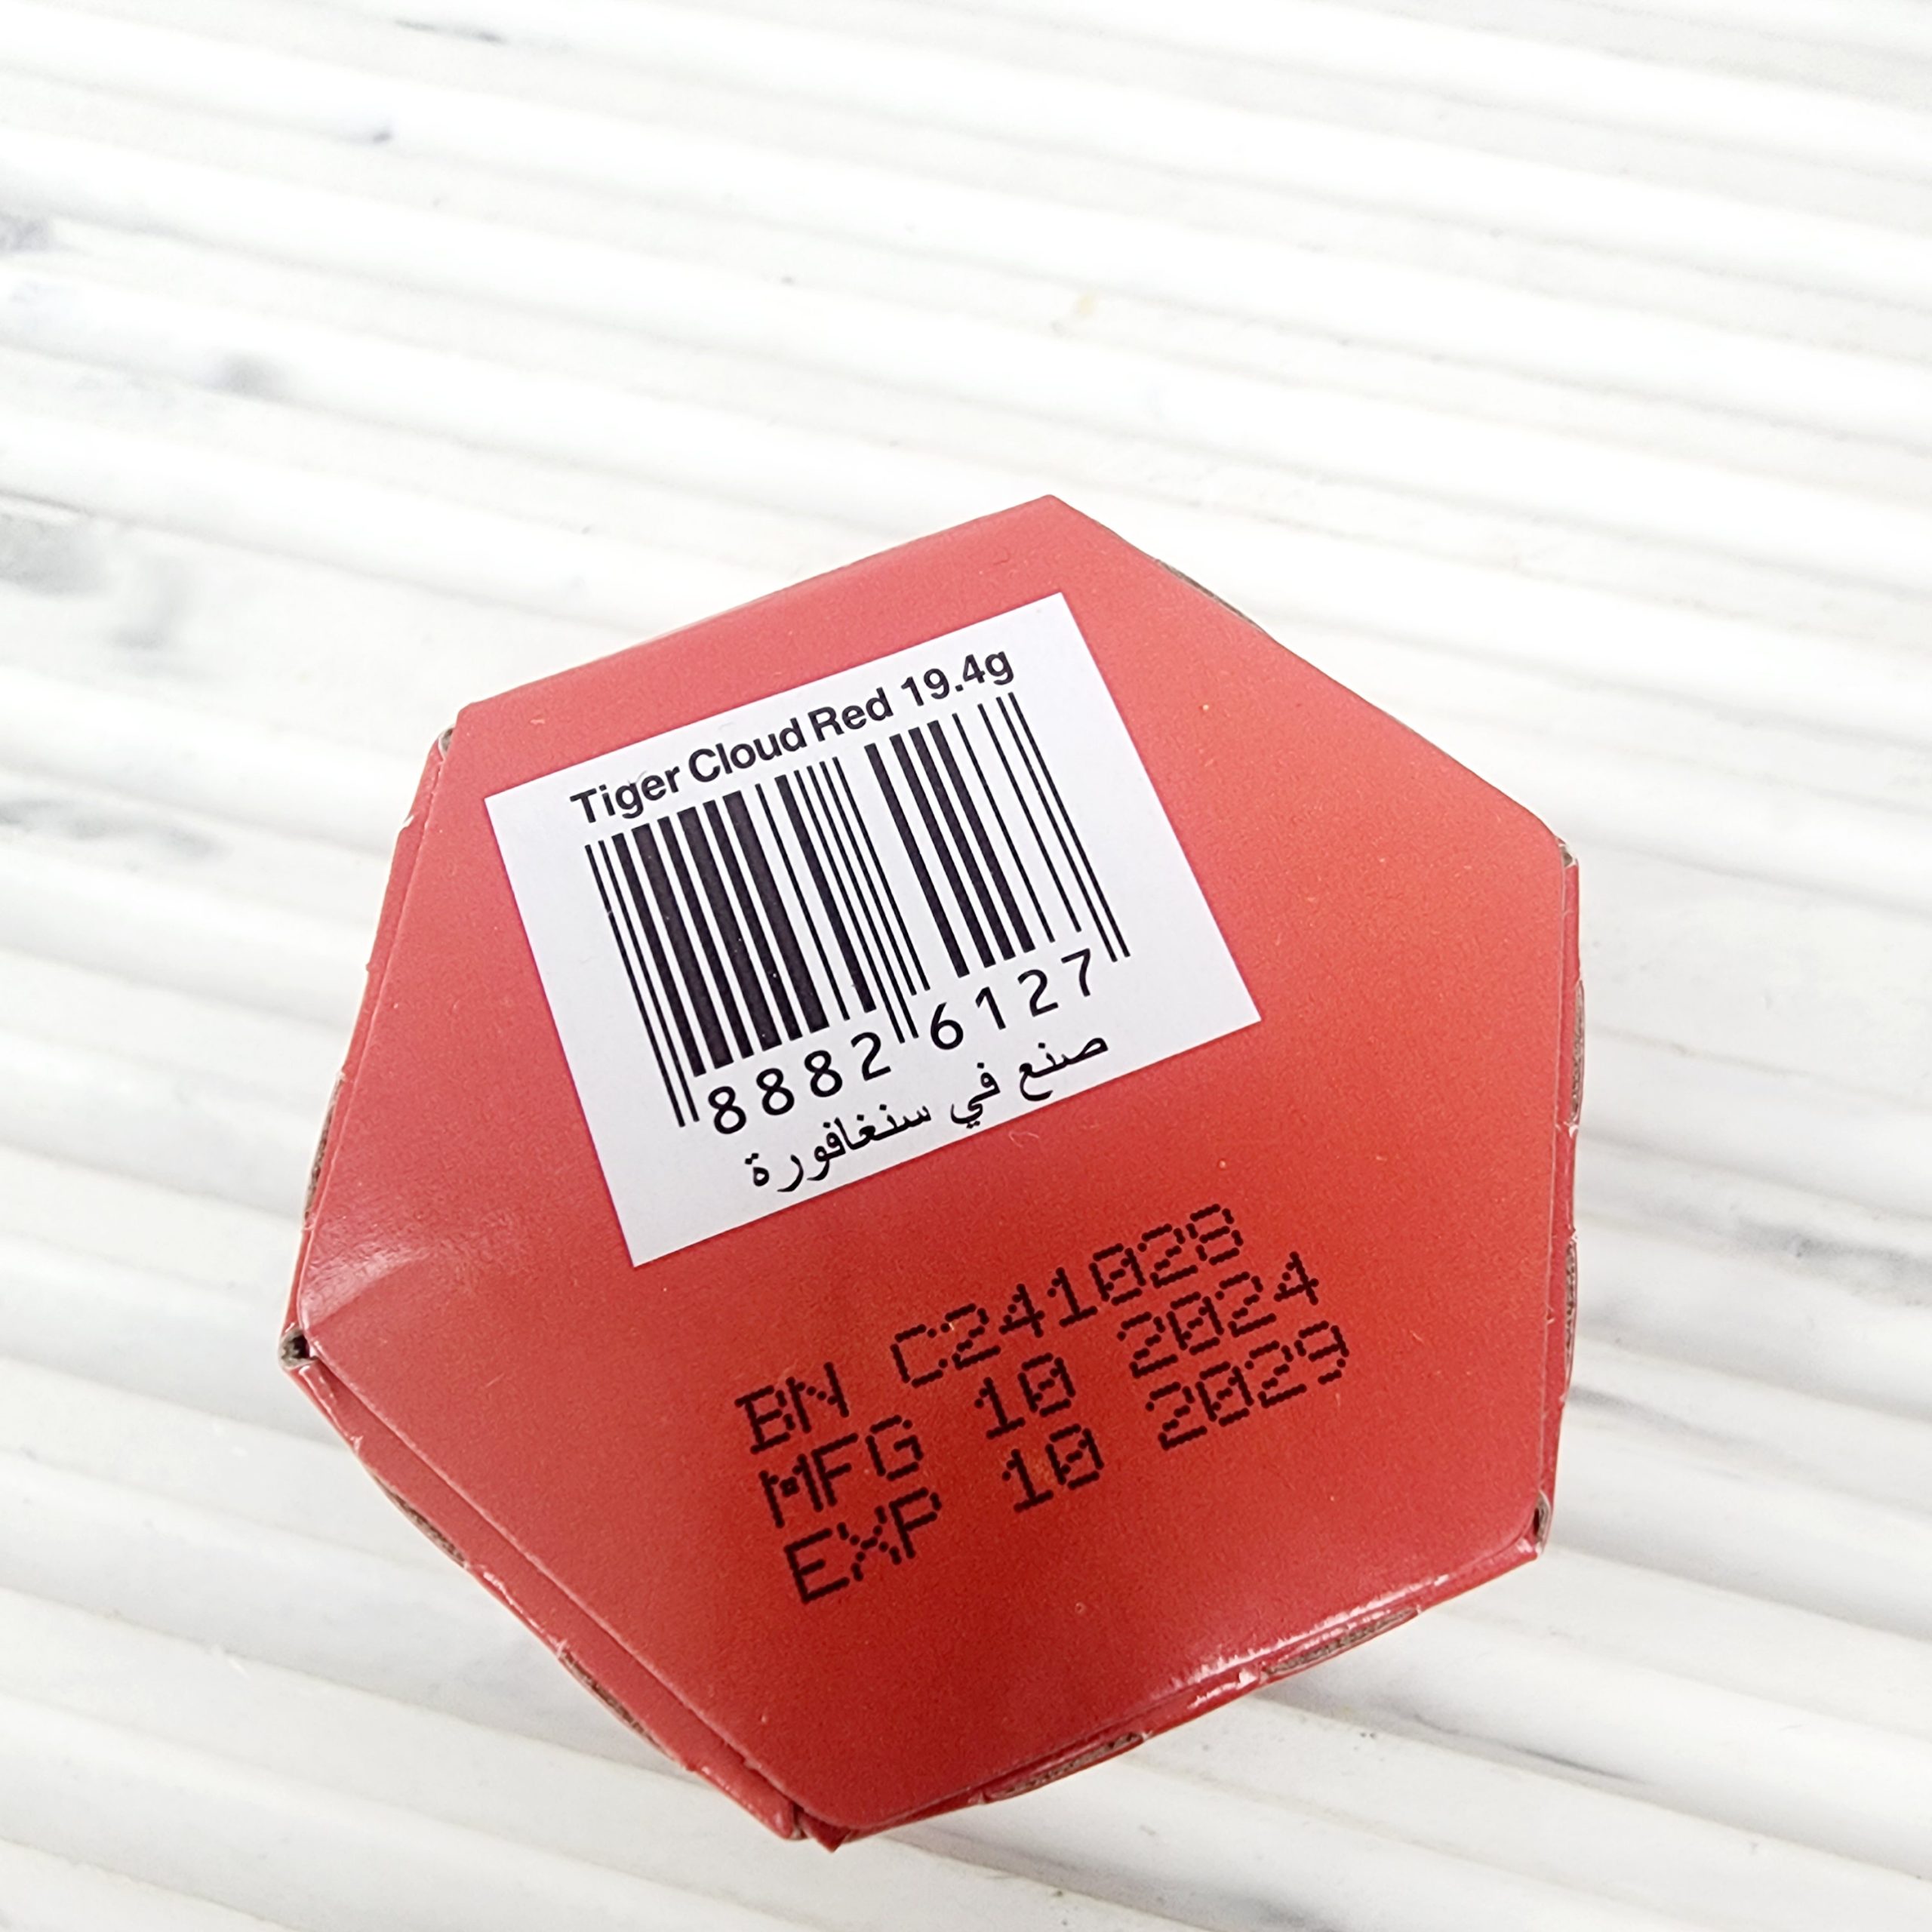 Tiger Cloud Red 19.4g
8882 6127
صنع في سنغافورة
BN C241028
MFG 10 2024
EXP 10 2029